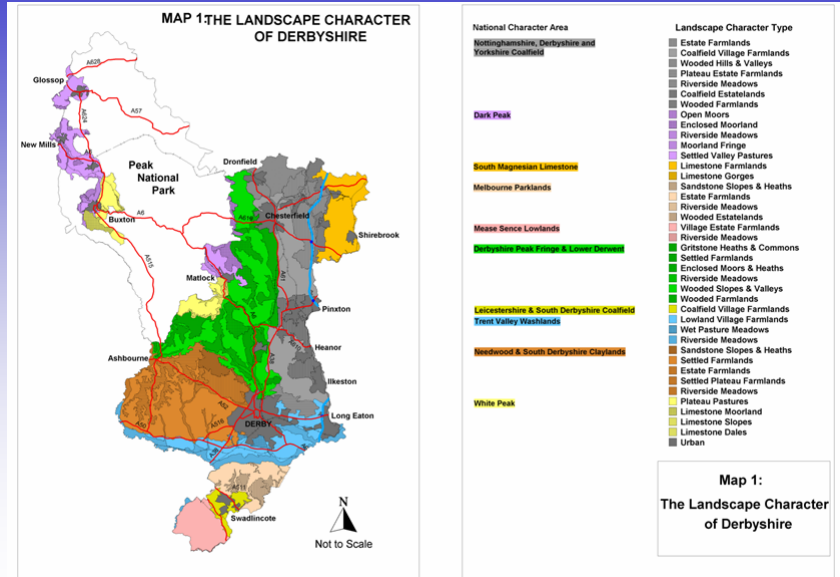 MAP 1:THE LANDSCAPE CHARACTER
OF DERBYSHIRE
A628
Glossop
A57
A624
New Mills
A6
Peak
National
Park
Dronfield
A6
Buxton
A619
Chesterfield
Shirebrook
A515
A61
Matlock
Pinxton
A6
Heanor
Ashbourne
A38
Ilkeston
A52
Long Eaton
A50
A516
DERBY
A38
A511
Swadlincote
N
Not to Scale
National Character Area
Nottinghamshire, Derbyshire and
Yorkshire Coalfield
Dark Peak
South Magnesian Limestone
Melbourne Parklands
Mease Sence Lowlands
Derbyshire Peak Fringe & Lower Derwent
Leicestershire & South Derbyshire Coalfield
Trent Valley Washlands
Needwood & South Derbyshire Claylands
White Peak
Landscape Character Type
Estate Farmlands
Coalfield Village Farmlands
Wooded Hills & Valleys
Plateau Estate Farmlands
Riverside Meadows
Coalfield Estatelands
Wooded Farmlands
Open Moors
Enclosed Moorland
Riverside Meadows
Moorland Fringe
Settled Valley Pastures
Limestone Farmlands
Limestone Gorges
Sandstone Slopes & Heaths
Estate Farmlands
Riverside Meadows
Wooded Estatelands
Village Estate Farmlands
Riverside Meadows
Gritstone Heaths & Commons
Settled Farmlands
Enclosed Moors & Heaths
Riverside Meadows
Wooded Slopes & Valleys
Wooded Farmlands
Coalfield Village Farmlands
Lowland Village Farmlands
Wet Pasture Meadows
Riverside Meadows
Sandstone Slopes & Heaths
Settled Farmlands
Estate Farmlands
Settled Plateau Farmlands
Riverside Meadows
Plateau Pastures
Limestone Moorland
Limestone Slopes
Limestone Dales
Urban
Map 1:
The Landscape Character
of Derbyshire